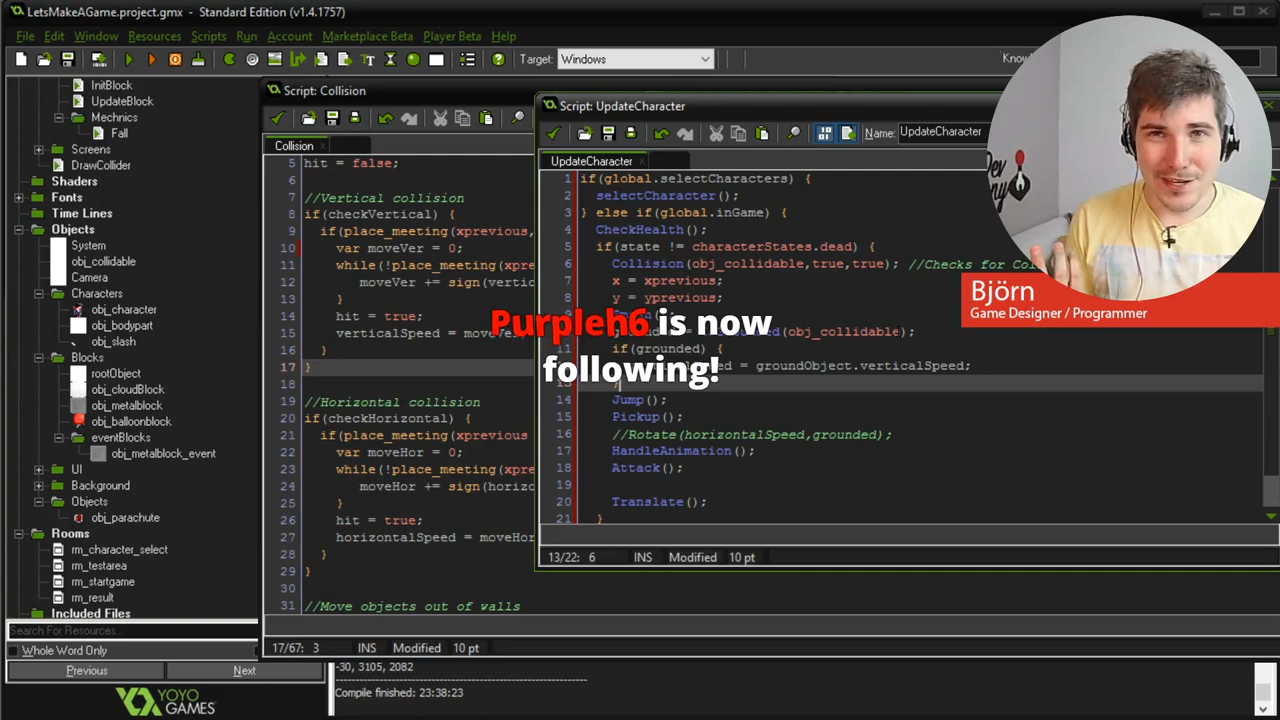 LetsMakeAGame.project.gmx - Standard Edition (v1.4.1757)
File Edit Window Resources Scripts Run Account Marketplace Beta Player Beta Help
Target: Windows
InitBlock
UpdateBlock
Mechnics
Fall
Screens
DrawCollider
Shaders
Fonts
Time Lines
Objects
System
obj_collidable
Camera
Characters
obj_character
obj_bodypart
obj_slash
Blocks
rootObject
obj_cloudBlock
obj_metalblock
obj_balloonblock
eventBlocks
obj_metalblock_event
UI
Background
Objects
obj_parachute
Rooms
rm_character_select
rm_testarea
rm_startgame
rm_result
Included Files
Search For Resources...
Whole Word Only
Previous Next
YOYO
GAMES
Script: Collision
Collision
5 hit = false;
6
7 //Vertical collision
8 if(checkVertical) {
9 if(place_meeting(xprevious,
10 var moveVer = 0;
11 while(!place_meeting(xpre
12 moveVer += sign(verti
13 }
14 hit = true;
15 verticalSpeed = moveVe
16 }
17 }
18
19 //Horizontal collision
20 if(checkHorizontal) {
21 if(place_meeting(xprevious
22 var moveHor = 0;
23 while(!place_meeting(xpre
24 moveHor += sign(horiz
25 }
26 hit = true;
27 horizontalSpeed = moveHor
28 }
29 }
30
31 //Move objects out of walls
17/67: 3 INS Modified 10 pt
-30, 3105, 2082
Compile finished: 23:38:23
Script: UpdateCharacter
Name: UpdateCharacter
UpdateCharacter
1 if(global.selectCharacters) {
2 selectCharacter();
3 } else if(global.inGame) {
4 CheckHealth();
5 if(state != characterStates.dead) {
6 Collision(obj_collidable,true,true); //Checks for Col
7 x = xprevious;
8 y = yprevious;
(obj_collidable);
11 if(grounded) {
= groundObject.verticalSpeed;
14 Jump();
15 Pickup();
16 //Rotate(horizontalSpeed,grounded);
17 HandleAnimation();
18 Attack();
19
20 Translate();
21 }
13/22: 6 INS Modified 10 pt
Purpleh6 is now
following!
Björn
Game Designer / Programmer